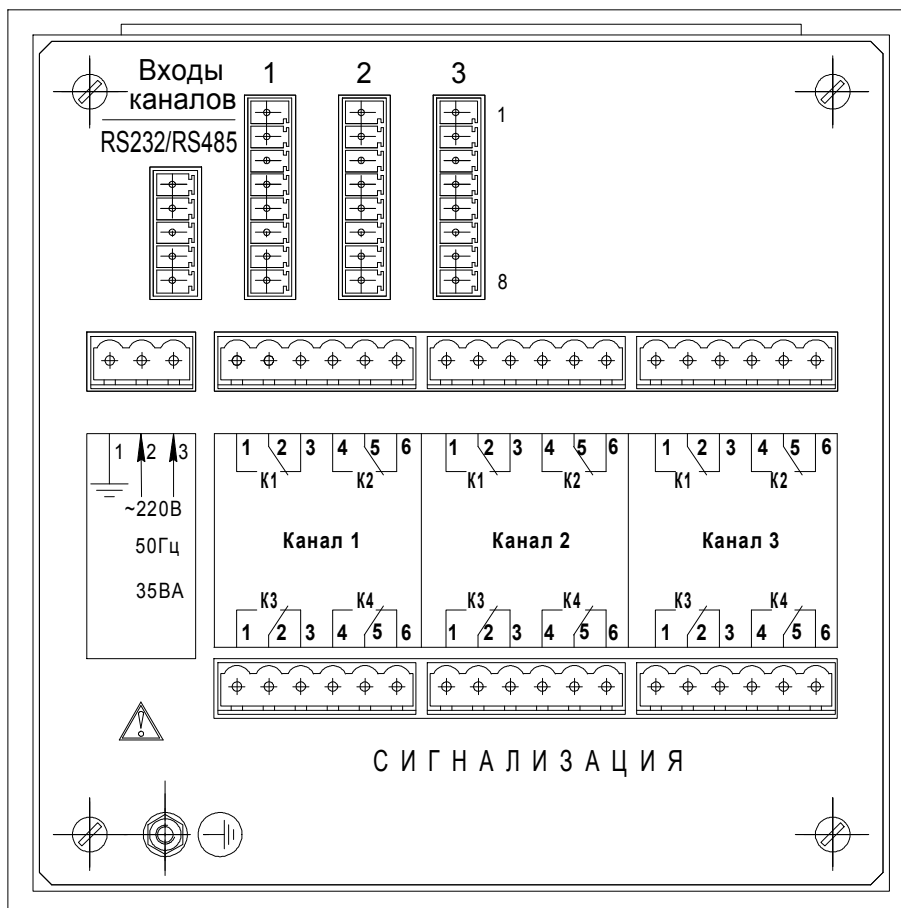 Входы 1 2 3
каналов
RS232/RS485
1
8
1 2 3 1 2 3 4 5 6 1 2 3 4 5 6 1 2 3 4 5 6
К1 К2 К1 К2 К1 К2
~220В
50Гц Канал 1 Канал 2 Канал 3
35ВА
К3 К4 К3 К4 К3 К4
1 2 3 4 5 6 1 2 3 4 5 6 1 2 3 4 5 6
СИГНАЛИЗАЦИЯ